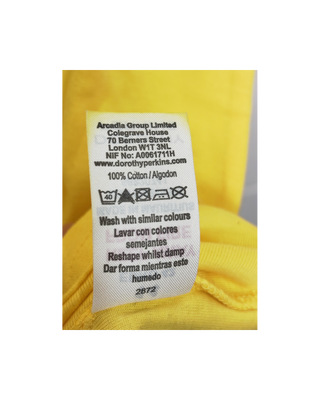 Arcadia Group Limited
Colegrave House
70 Berners Street
London W1T 3NL
NIF No: A0061711H
www.dorothyperkins.com
100% Cotton / Algodon
40
Wash with similar colours
Lavar con colores
semejantes
Reshape whilst damp
Dar forma mientras este
humedo
2872